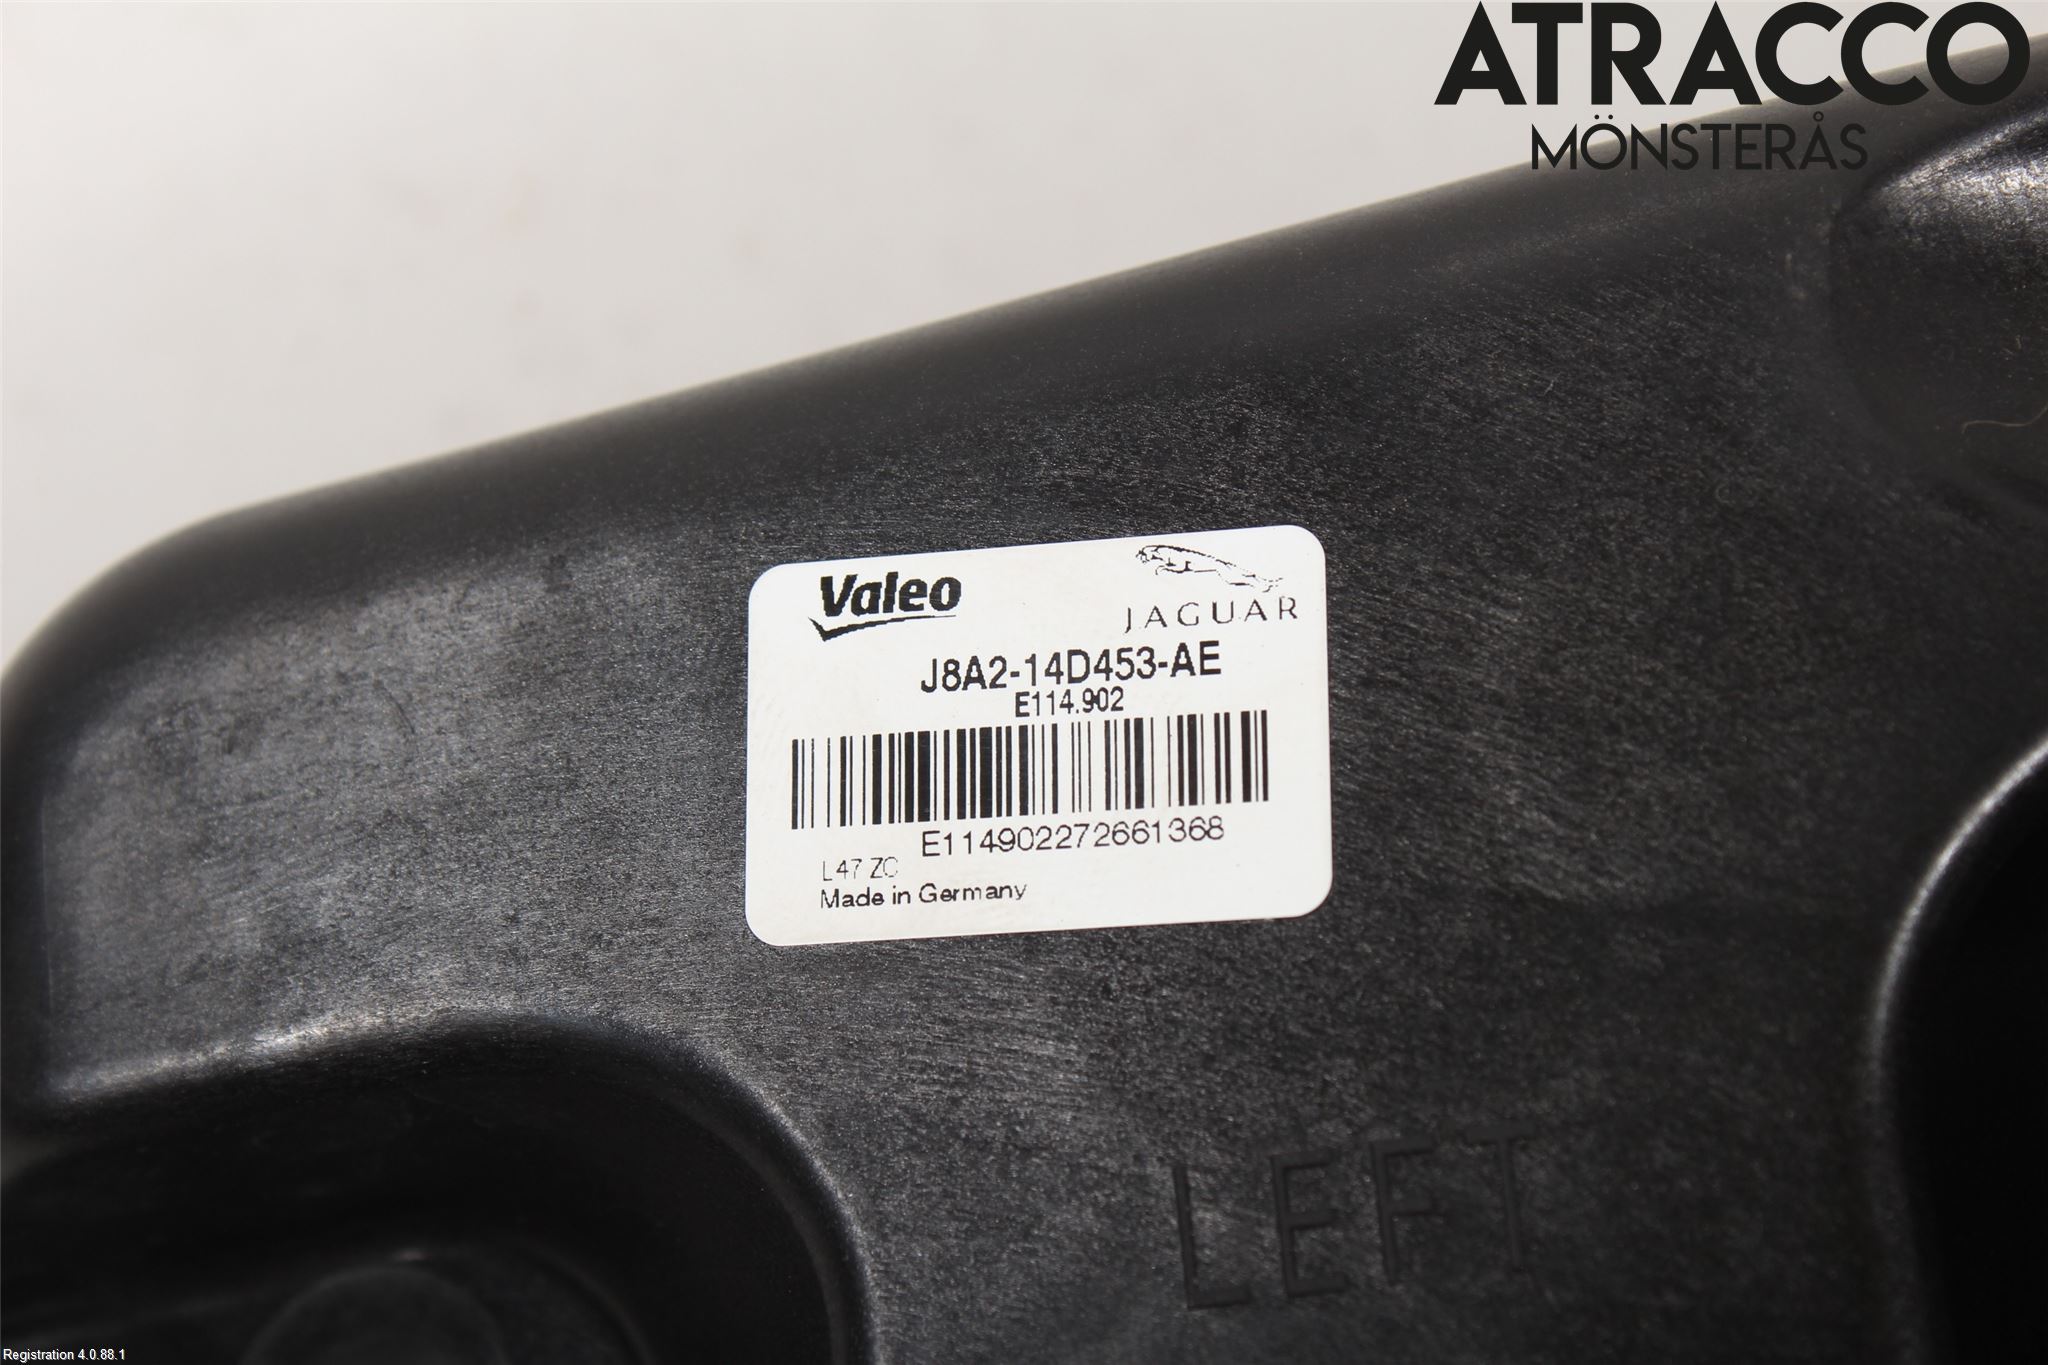 ATRACCO
MÖNSTERÅS
Valeo
JAGUAR
J8A2-14D453-AE
E114.902
E114902272661368
L47 ZC
Made in Germany
LEFT
Registration 4.0.88.1